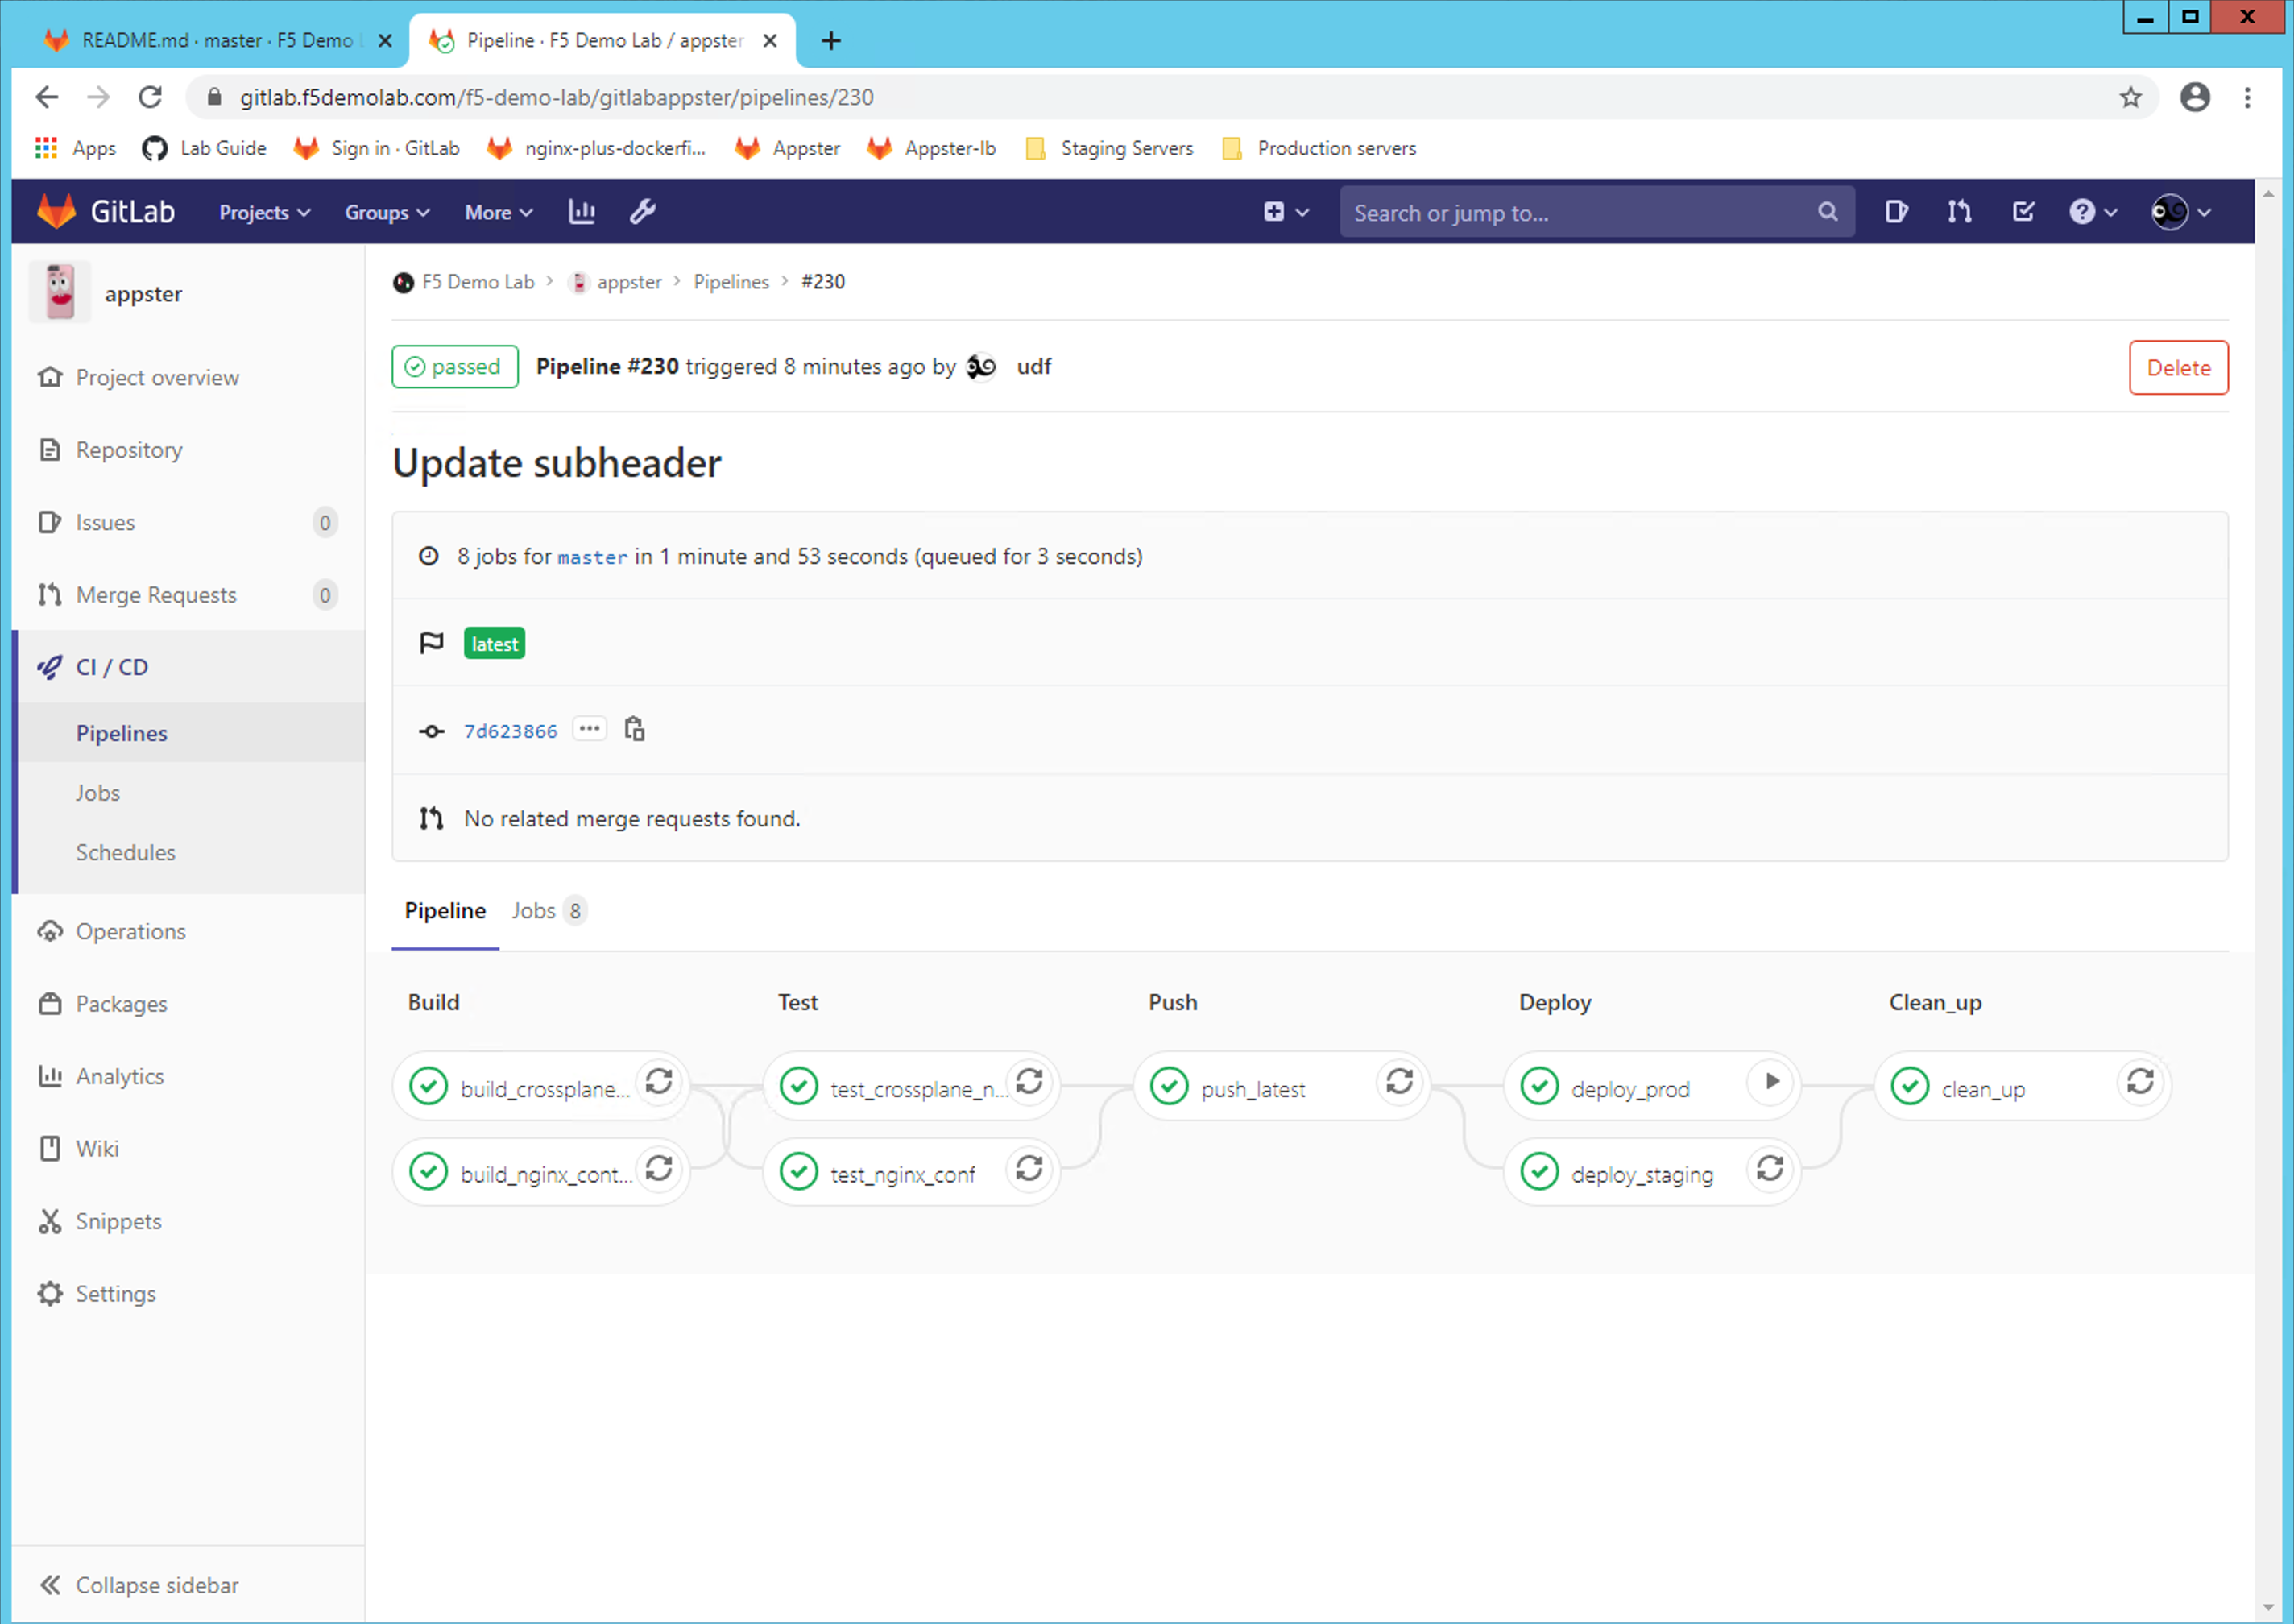 README.md · master · F5 Demo L
Pipeline · F5 Demo Lab / appster
gitlab.f5demolab.com/f5-demo-lab/gitlabappster/pipelines/230
Apps Lab Guide Sign in · GitLab nginx-plus-dockerfi... Appster Appster-lb Staging Servers Production servers
GitLab Projects Groups More Search or jump to...
appster
Project overview
Repository
Issues 0
Merge Requests 0
CI / CD
Pipelines
Jobs
Schedules
Operations
Packages
Analytics
Wiki
Snippets
Settings
Collapse sidebar
F5 Demo Lab > appster > Pipelines > #230
passed Pipeline #230 triggered 8 minutes ago by udf Delete
Update subheader
8 jobs for master in 1 minute and 53 seconds (queued for 3 seconds)
latest
7d623866 ...
No related merge requests found.
Pipeline Jobs 8
Build Test Push Deploy Clean_up
build_crossplane... test_crossplane_n... push_latest deploy_prod clean_up
build_nginx_cont... test_nginx_conf deploy_staging